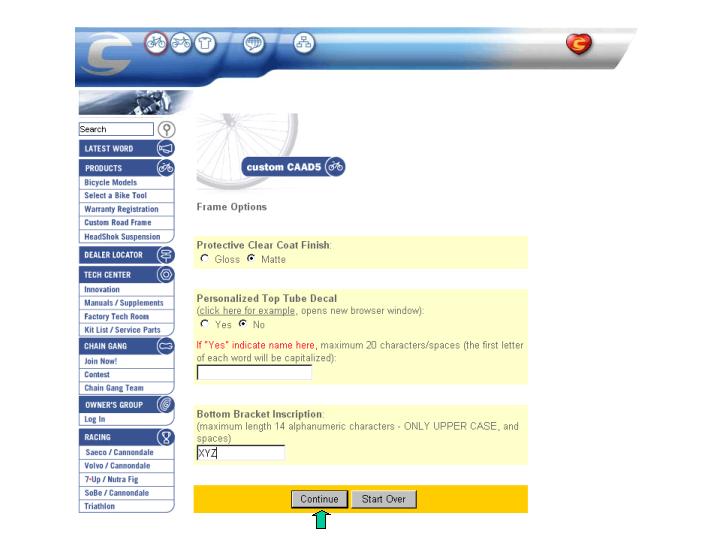 Search
LATEST WORD
PRODUCTS
Bicycle Models
Select a Bike Tool
Warranty Registration
Custom Road Frame
HeadShok Suspension
DEALER LOCATOR
TECH CENTER
Innovation
Manuals / Supplements
Factory Tech Room
Kit List / Service Parts
CHAIN GANG
Join Now!
Contest
Chain Gang Team
OWNER'S GROUP
Log In
RACING
Saeco / Cannondale
Volvo / Cannondale
7-Up / Nutra Fig
SoBe / Cannondale
Triathlon
custom CAAD5
Frame Options
Protective Clear Coat Finish:
Gloss Matte
Personalized Top Tube Decal
(click here for example, opens new browser window):
Yes No
If "Yes" indicate name here, maximum 20 characters/spaces (the first letter
of each word will be capitalized):
Bottom Bracket Inscription:
(maximum length 14 alphanumeric characters - ONLY UPPER CASE, and
spaces)
XYZ
Continue Start Over